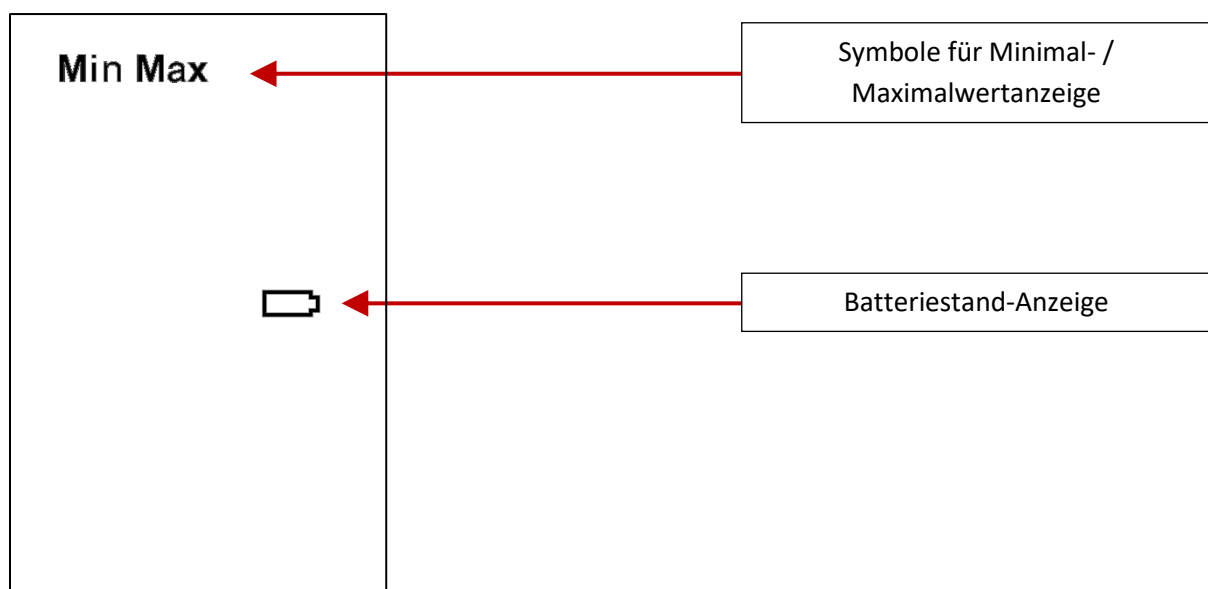 Min Max
Symbole für Minimal- /
Maximalwertanzeige
Batteriestand-Anzeige